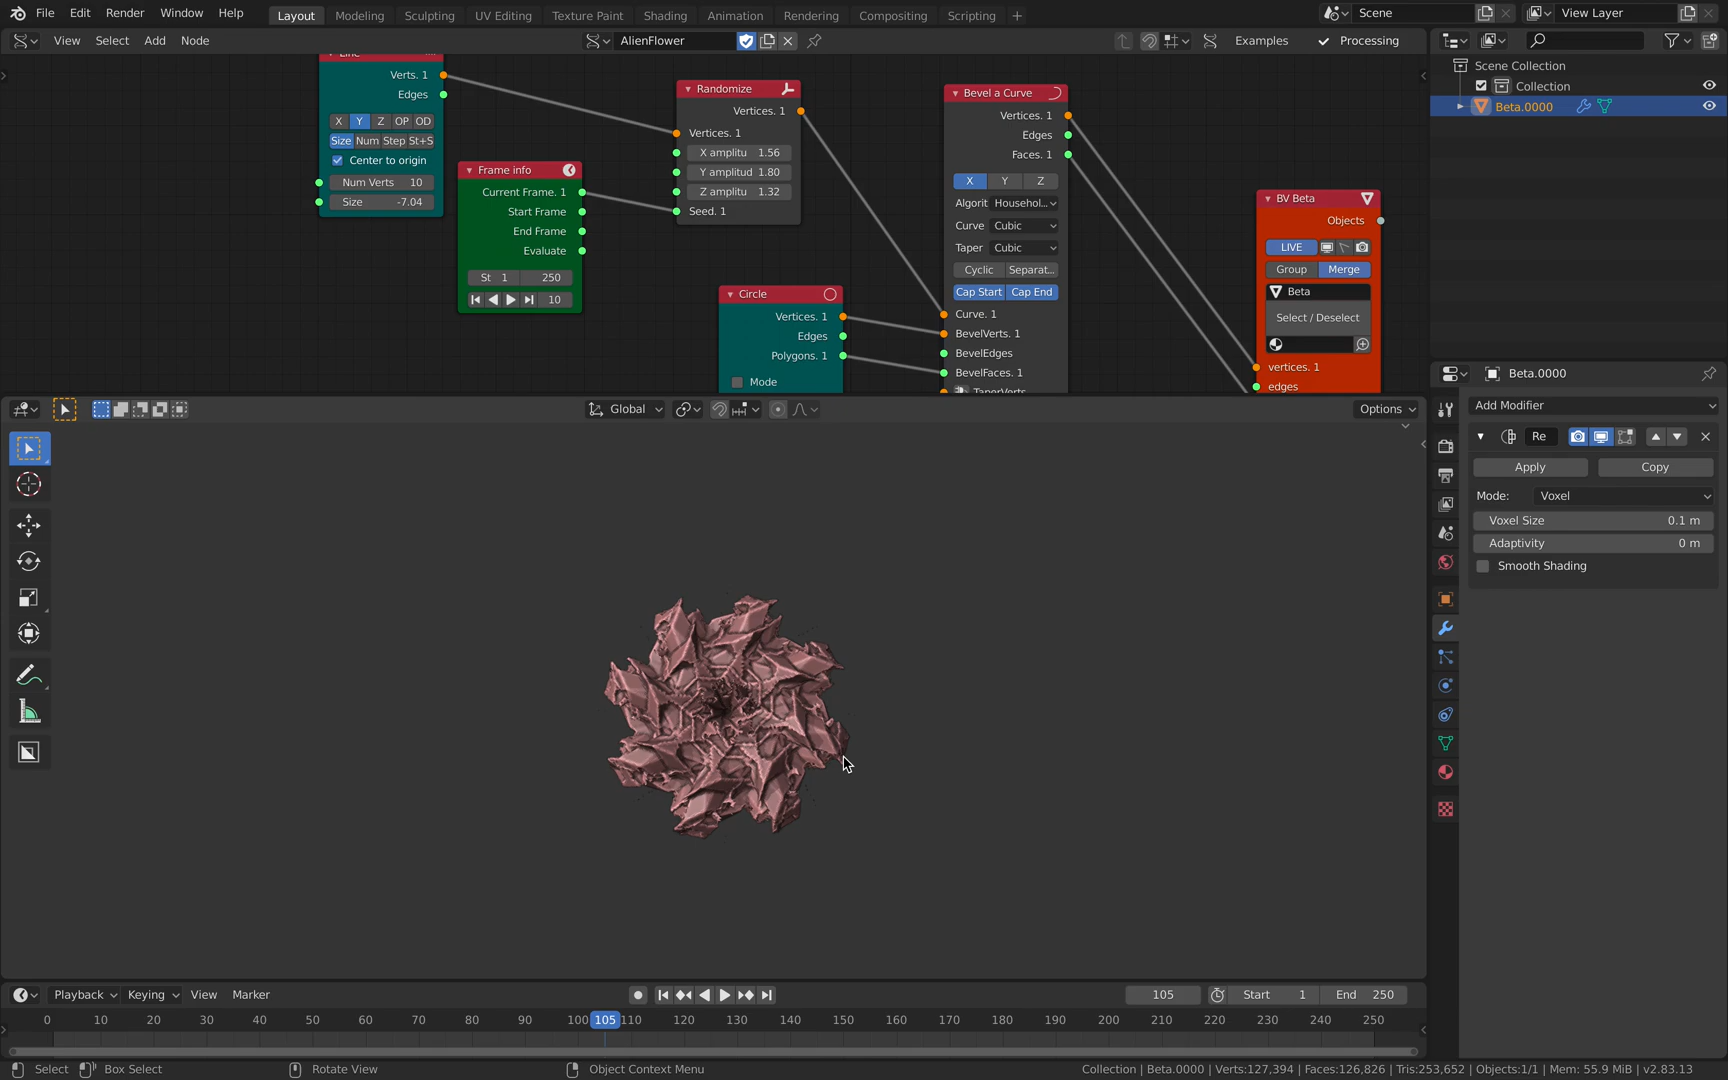 File Edit Render Window Help Layout Modeling Sculpting UV Editing Texture Paint Shading Animation Rendering Compositing Scripting + Scene View Layer
View Select Add Node AlienFlower Examples Processing
Scene Collection
Collection
Beta.0000
Line
Verts. 1
Edges
X Y Z OP OD
Size Num Step St+S
Center to origin
Num Verts 10
Size -7.04
Frame info
Current Frame. 1
Start Frame
End Frame
Evaluate
St 1 250
10
Randomize
Vertices. 1
Vertices. 1
X amplitu 1.56
Y amplitud 1.80
Z amplitu 1.32
Seed. 1
Circle
Vertices. 1
Edges
Polygons. 1
Mode
Bevel a Curve
Vertices. 1
Edges
Faces. 1
X Y Z
Algorit Househol...
Curve Cubic
Taper Cubic
Cyclic Separat...
Cap Start Cap End
Curve. 1
BevelVerts. 1
BevelEdges
BevelFaces. 1
TaperVerts
BV Beta
Objects
LIVE
Group Merge
Beta
Select / Deselect
vertices. 1
edges
Beta.0000
Add Modifier
Re
Apply Copy
Mode: Voxel
Voxel Size 0.1 m
Adaptivity 0 m
Smooth Shading
Global Options
Playback Keying View Marker 105 Start 1 End 250
0 10 20 30 40 50 60 70 80 90 100 105 110 120 130 140 150 160 170 180 190 200 210 220 230 240 250
Select Box Select Rotate View Object Context Menu Collection | Beta.0000 | Verts:127,394 | Faces:126,826 | Tris:253,652 | Objects:1/1 | Mem: 55.9 MiB | v2.83.13